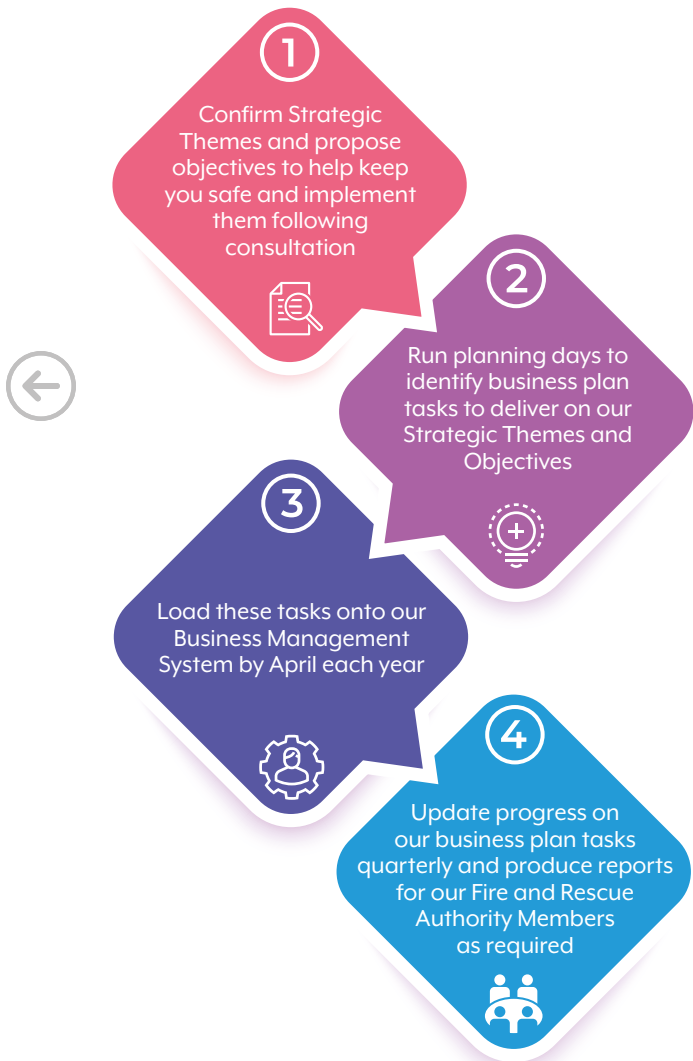 1
Confirm Strategic
Themes and propose
objectives to help keep
you safe and implement
them following
consultation
2
Run planning days to
identify business plan
tasks to deliver on our
Strategic Themes and
Objectives
3
Load these tasks onto our
Business Management
System by April each year
4
Update progress on
our business plan tasks
quarterly and produce reports
for our Fire and Rescue
Authority Members
as required